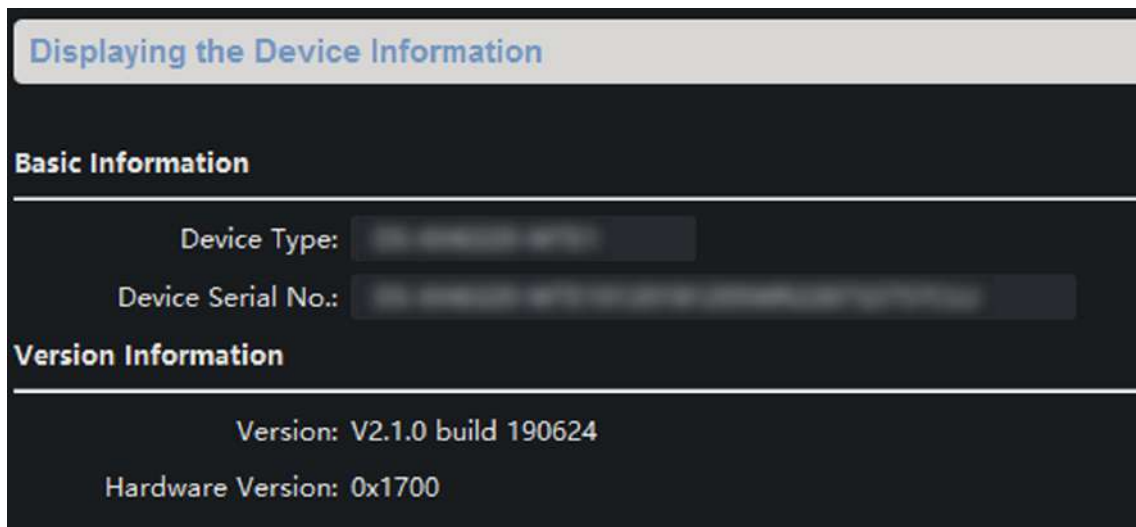 Displaying the Device Information
Basic Information
Device Type:
Device Serial No.:
Version Information
Version: V2.1.0 build 190624
Hardware Version: 0x1700